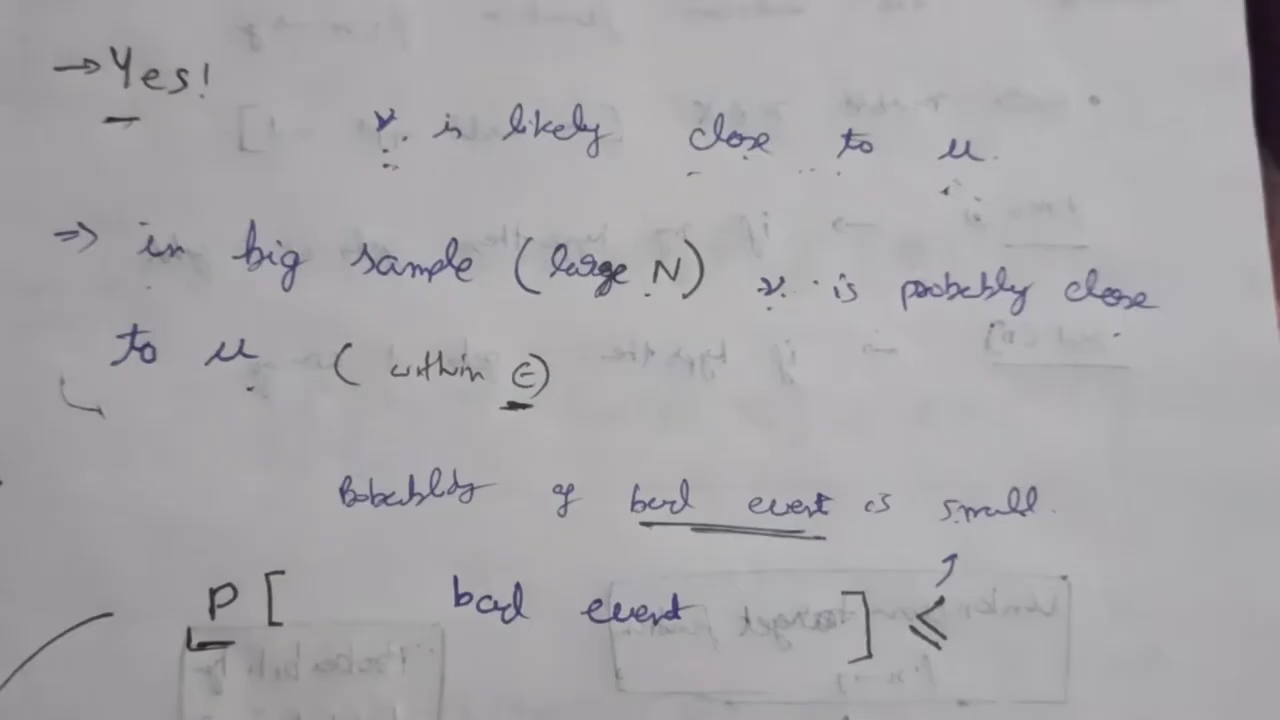 → Yes!
ν is likely close to μ.
⇒ in big sample (large N) ν is probably close
to μ (within ∈)
Probability of bad event is small.
P[ bad event ] ≤